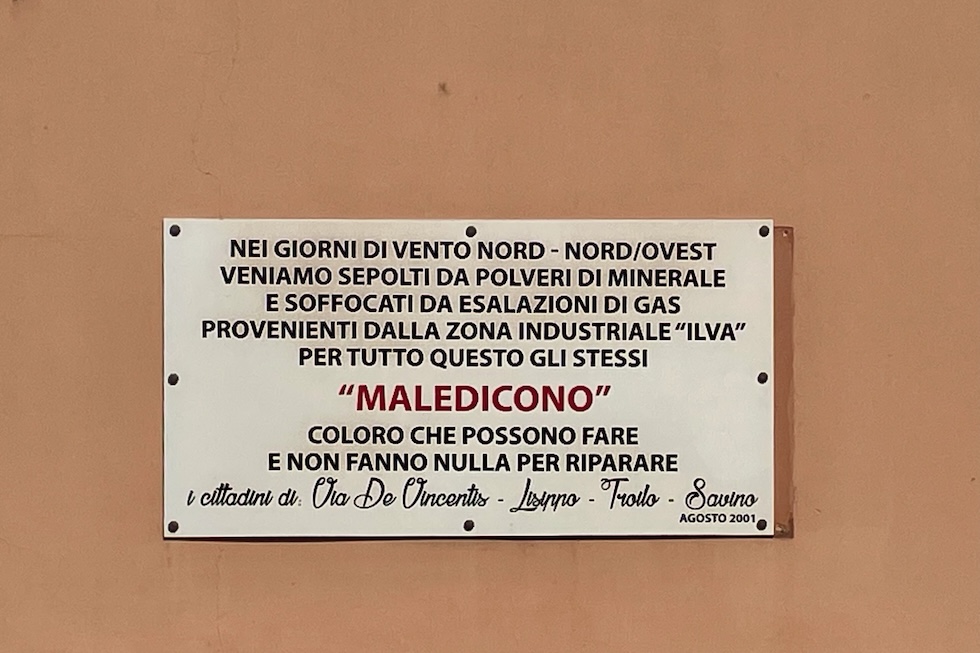 NEI GIORNI DI VENTO NORD - NORD/OVEST
VENIAMO SEPOLTI DA POLVERI DI MINERALE
E SOFFOCATI DA ESALAZIONI DI GAS
PROVENIENTI DALLA ZONA INDUSTRIALE “ILVA”
PER TUTTO QUESTO GLI STESSI
“MALEDICONO”
COLORO CHE POSSONO FARE
E NON FANNO NULLA PER RIPARARE
i cittadini di: Via De Vincentis - Lisippo - Troilo - Savino
AGOSTO 2001